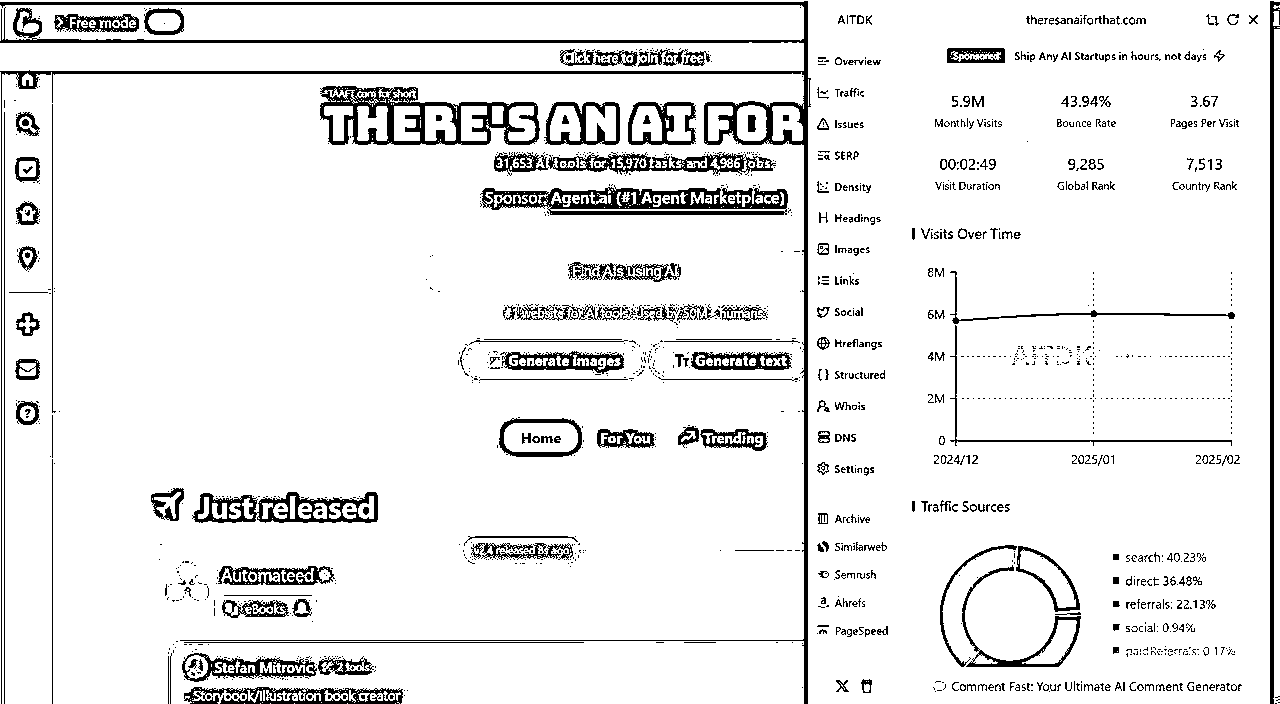 Free mode
Click here to join for free!
*TAAFT.com for short
THERE'S AN AI FOR
31,653 AI tools for 15,970 tasks and 4,986 jobs.
Sponsor: Agent.ai (#1 Agent Marketplace)
Find AIs using AI
#1 website for AI tools. Used by 50M+ humans.
Generate images
Tт Generate text
Home
For You
Trending
Just released
released 8h ago
Automateed
eBooks
Stefan Mitrovic
2 tools
Storybook/Illustration book creator
AITDK
theresanaiforthat.com
Overview
Traffic
Issues
SERP
Density
Headings
Images
Links
Social
Hreflangs
Structured
Whois
DNS
Settings
Archive
Similarweb
Semrush
Ahrefs
PageSpeed
Sponsored
Ship Any AI Startups in hours, not days
5.9M
43.94%
3.67
Monthly Visits
Bounce Rate
Pages Per Visit
00:02:49
9,285
7,513
Visit Duration
Global Rank
Country Rank
Visits Over Time
8M
6M
4M
2M
0
AITDK
2024/12
2025/01
2025/02
Traffic Sources
search: 40.23%
direct: 36.48%
referrals: 22.13%
social: 0.94%
paidReferrals: 0.17%
Comment Fast: Your Ultimate AI Comment Generator